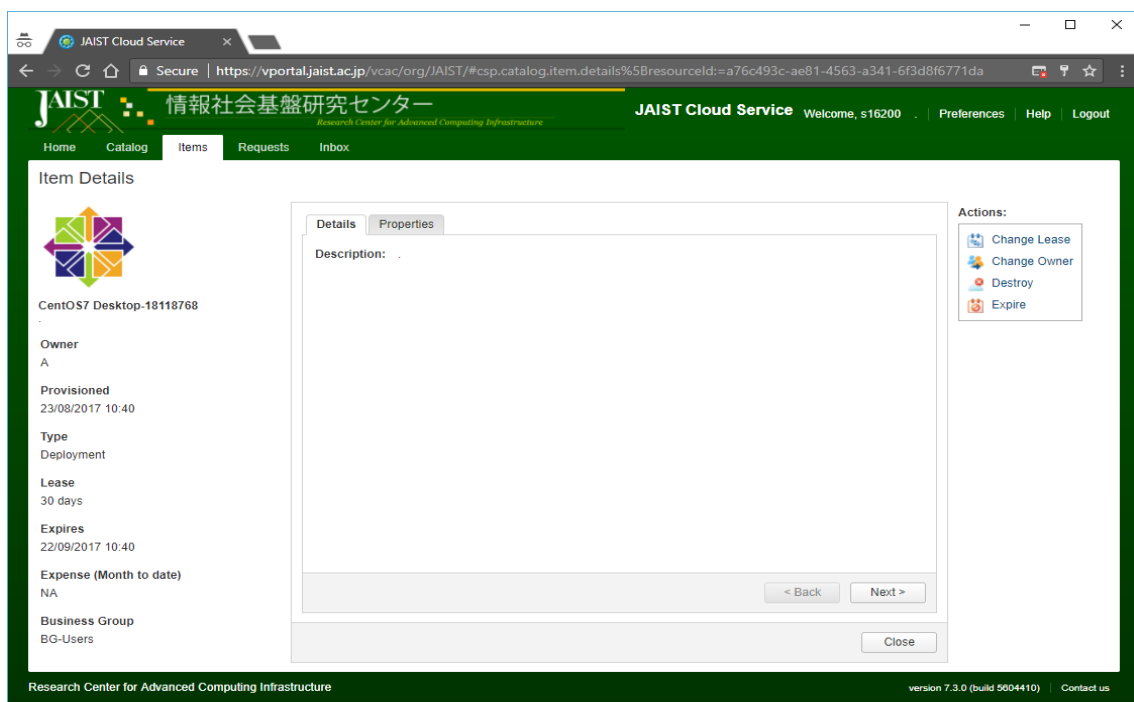 JAIST Cloud Service
Secure | https://vportal.jaist.ac.jp/vcac/org/JAIST/#csp.catalog.item.details%5BresourceId:=a76c493c-ae81-4563-a341-6f3d8f6771da
JAIST 情報社会基盤研究センター
Research Center for Advanced Computing Infrastructure
JAIST Cloud Service Welcome, s16200 . | Preferences | Help | Logout
Home Catalog Items Requests Inbox
Item Details
Details Properties
Description: .
Actions:
Change Lease
Change Owner
Destroy
Expire
CentOS7 Desktop-18118768
.
Owner
A
Provisioned
23/08/2017 10:40
Type
Deployment
Lease
30 days
Expires
22/09/2017 10:40
Expense (Month to date)
NA
Business Group
BG-Users
< Back Next >
Close
Research Center for Advanced Computing Infrastructure
version 7.3.0 (build 5604410) | Contact us